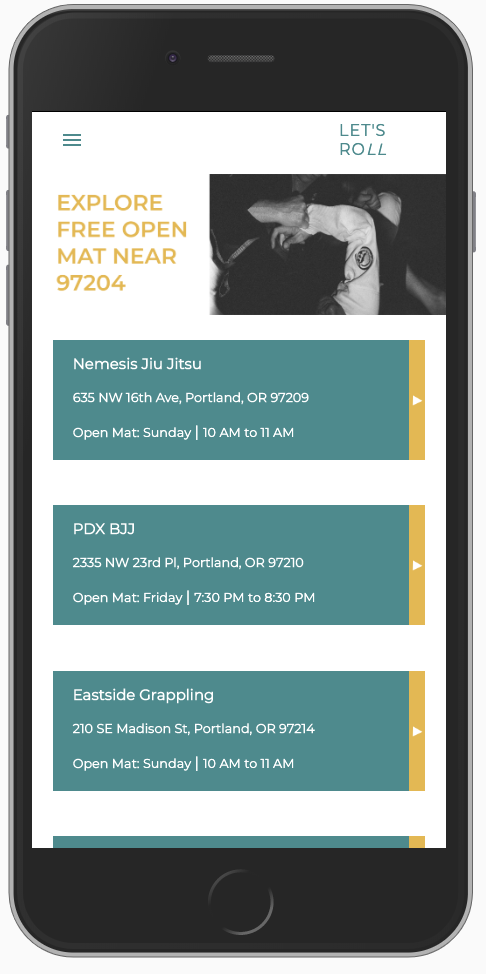 LET'S
ROLL
EXPLORE
FREE OPEN
MAT NEAR
97204
Nemesis Jiu Jitsu
635 NW 16th Ave, Portland, OR 97209
Open Mat: Sunday | 10 AM to 11 AM
PDX BJJ
2335 NW 23rd Pl, Portland, OR 97210
Open Mat: Friday | 7:30 PM to 8:30 PM
Eastside Grappling
210 SE Madison St, Portland, OR 97214
Open Mat: Sunday | 10 AM to 11 AM